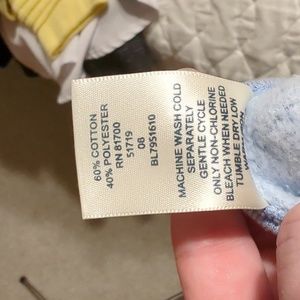 60% COTTON
40% POLYESTER
RN 81700
51719
08
BL7951610
MACHINE WASH COLD
SEPARATELY
GENTLE CYCLE
ONLY NON-CHLORINE
BLEACH WHEN NEEDED
TUMBLE DRY LOW